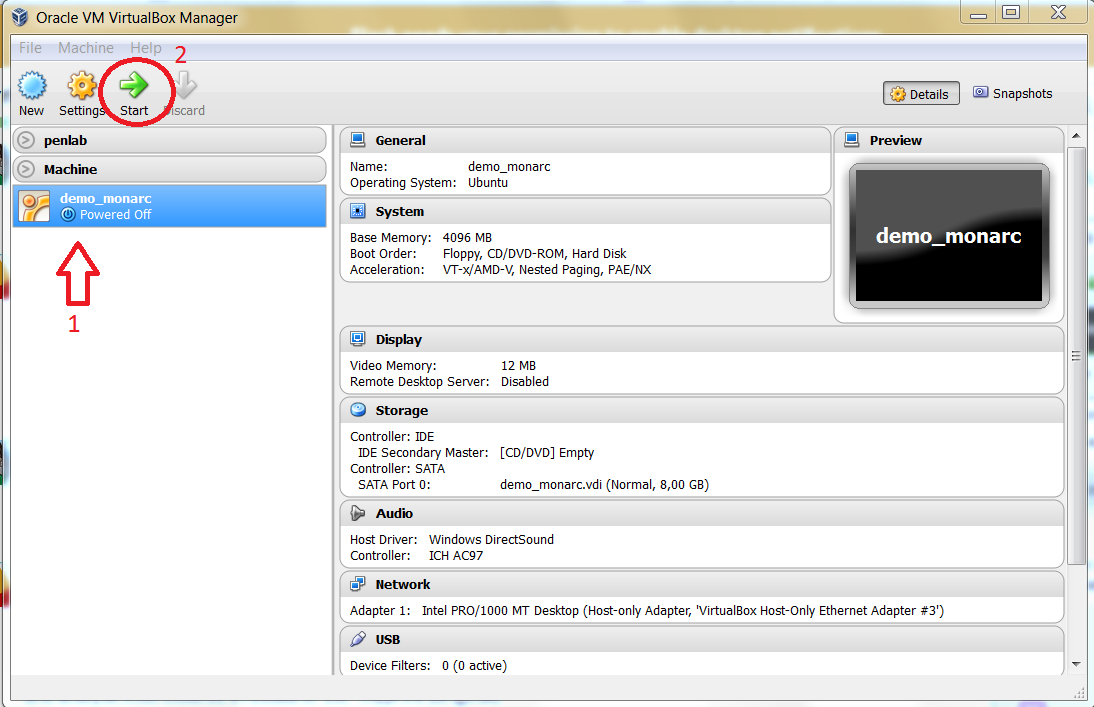 Oracle VM VirtualBox Manager
File Machine Help
2
New Settings Start Discard
Details Snapshots
penlab
Machine
demo_monarc
Powered Off
1
General
Name: demo_monarc
Operating System: Ubuntu
System
Base Memory: 4096 MB
Boot Order: Floppy, CD/DVD-ROM, Hard Disk
Acceleration: VT-x/AMD-V, Nested Paging, PAE/NX
Preview
demo_monarc
Display
Video Memory: 12 MB
Remote Desktop Server: Disabled
Storage
Controller: IDE
IDE Secondary Master: [CD/DVD] Empty
Controller: SATA
SATA Port 0: demo_monarc.vdi (Normal, 8,00 GB)
Audio
Host Driver: Windows DirectSound
Controller: ICH AC97
Network
Adapter 1: Intel PRO/1000 MT Desktop (Host-only Adapter, 'VirtualBox Host-Only Ethernet Adapter #3')
USB
Device Filters: 0 (0 active)